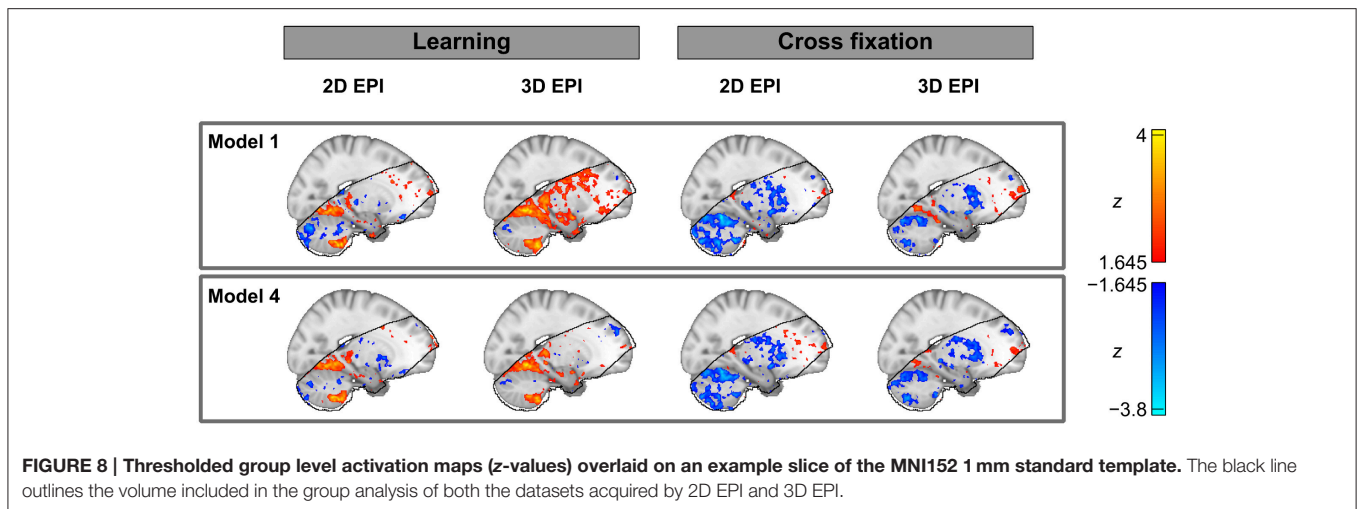 Learning Cross fixation
2D EPI 3D EPI 2D EPI 3D EPI
Model 1
4
z
1.645
Model 4
−1.645
z
−3.8
FIGURE 8 | Thresholded group level activation maps (z-values) overlaid on an example slice of the MNI152 1 mm standard template. The black line
outlines the volume included in the group analysis of both the datasets acquired by 2D EPI and 3D EPI.